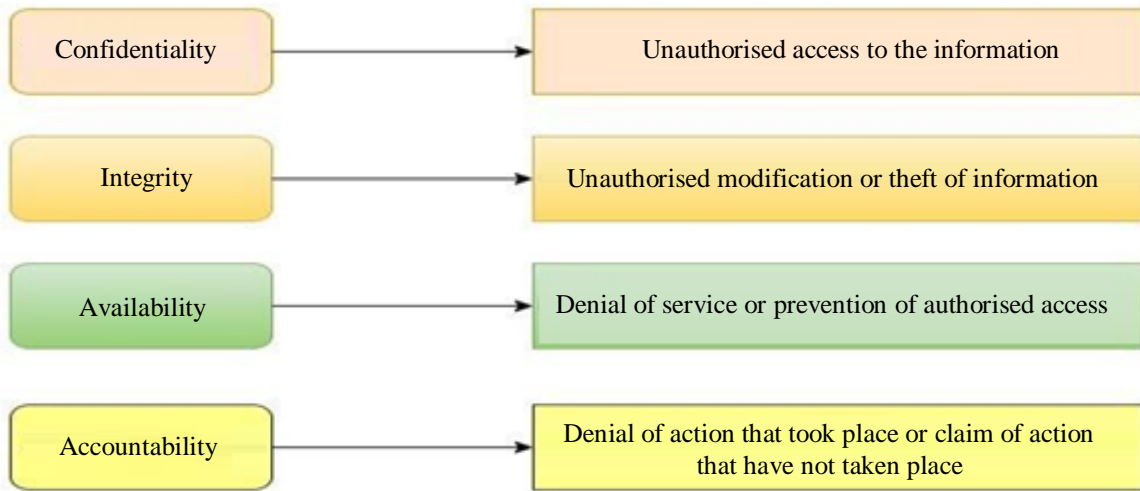 Confidentiality
Unauthorised access to the information
Integrity
Unauthorised modification or theft of information
Availability
Denial of service or prevention of authorised access
Accountability
Denial of action that took place or claim of action
that have not taken place